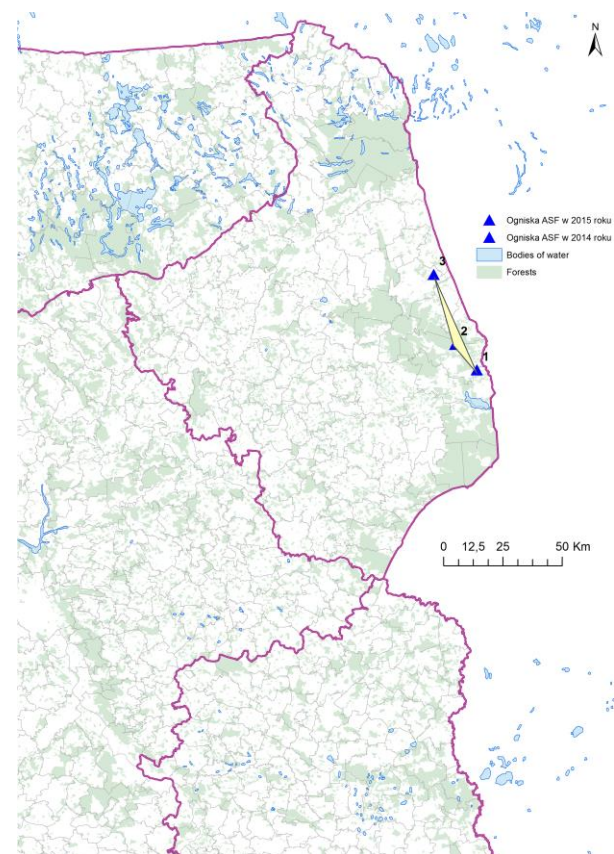 N
Ogniska ASF w 2015 roku
Ogniska ASF w 2014 roku
Bodies of water
Forests
3
2
1
0 12,5 25 50 Km